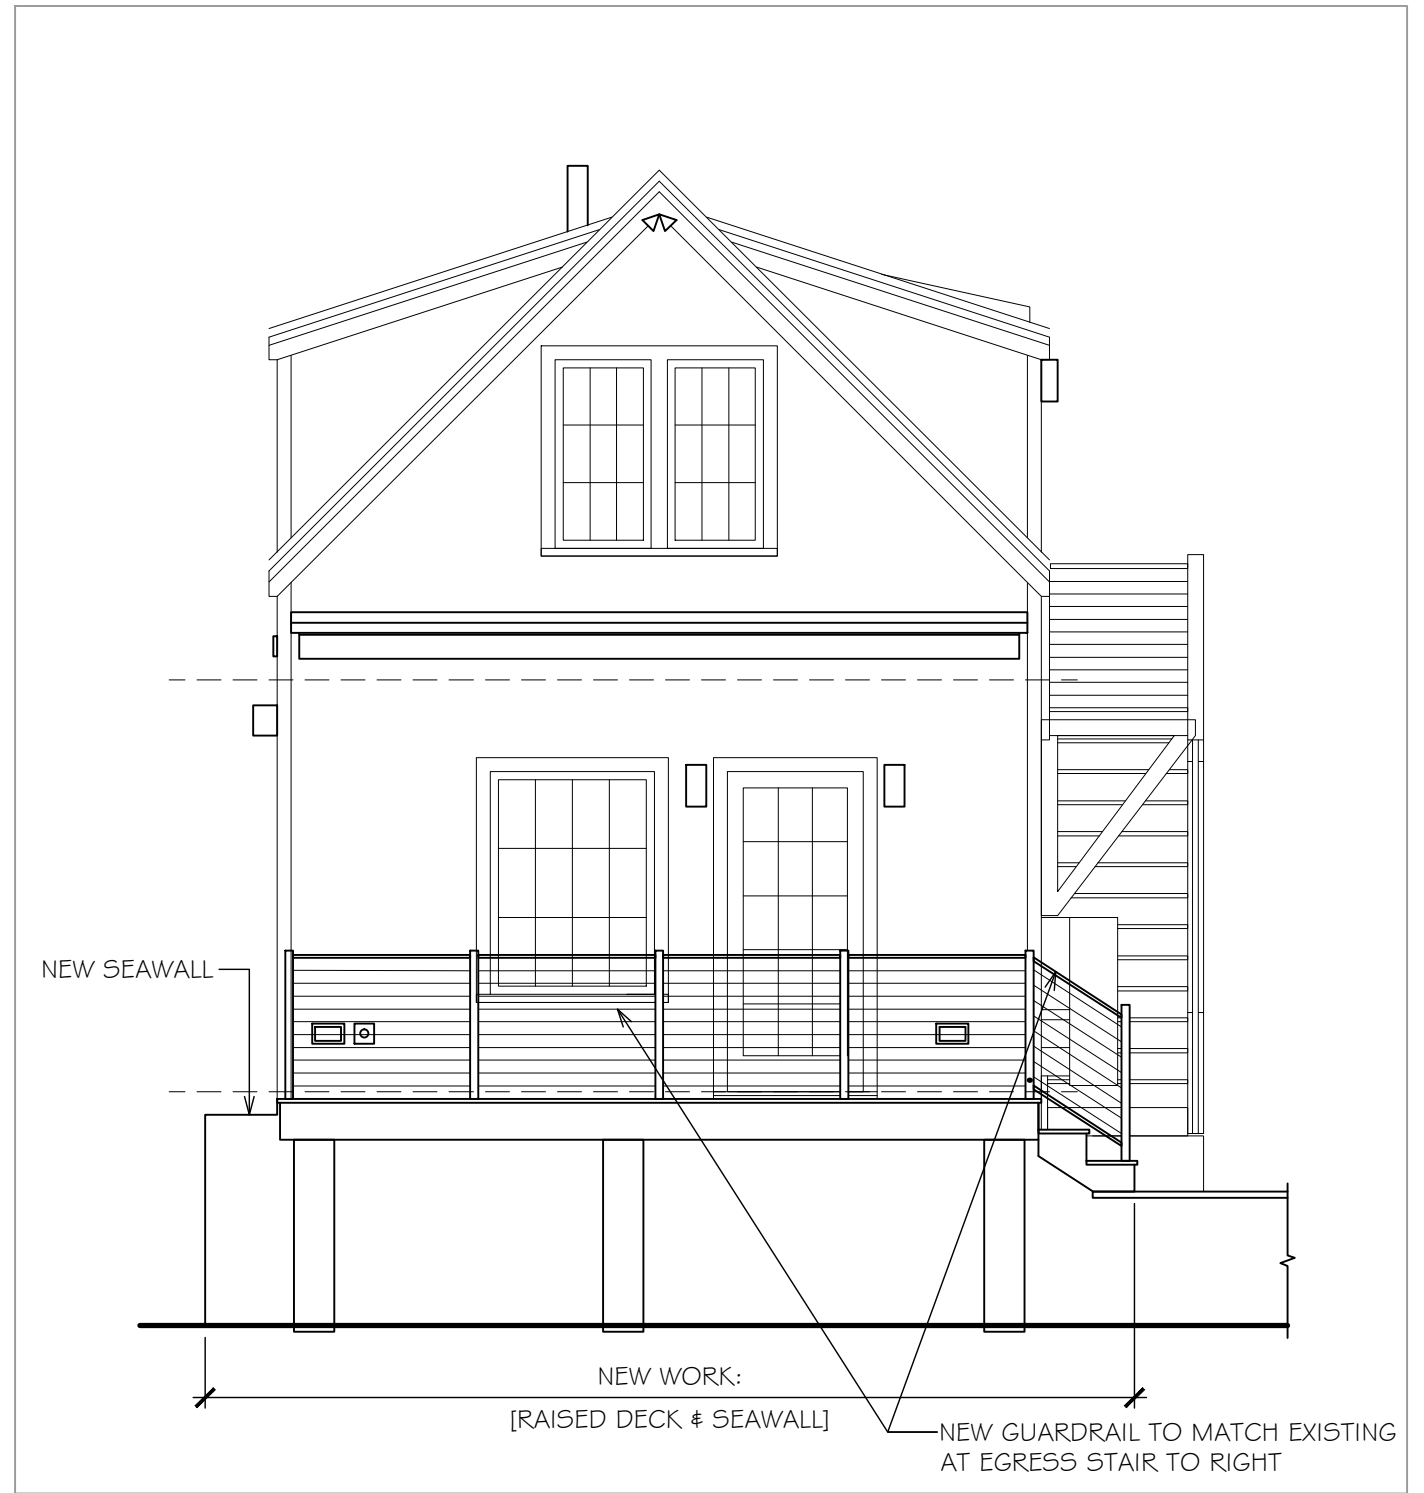 NEW SEAWALL
NEW WORK:
[RAISED DECK & SEAWALL]
NEW GUARDRAIL TO MATCH EXISTING
AT EGRESS STAIR TO RIGHT